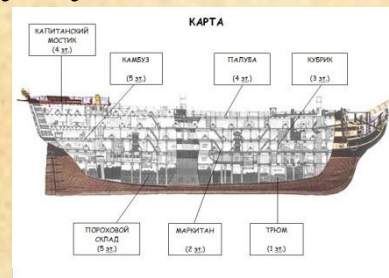 КАРТА
КАПИТАНСКИЙ
МОСТИК
(4 эт.)
КАМБУЗ
(5 эт.)
ПАЛУБА
(4 эт.)
КУБРИК
(3 эт.)
ПОРОХОВОЙ
СКЛАД
(5 эт.)
МАРКИТАН
(2 эт.)
ТРЮМ
(1 эт.)